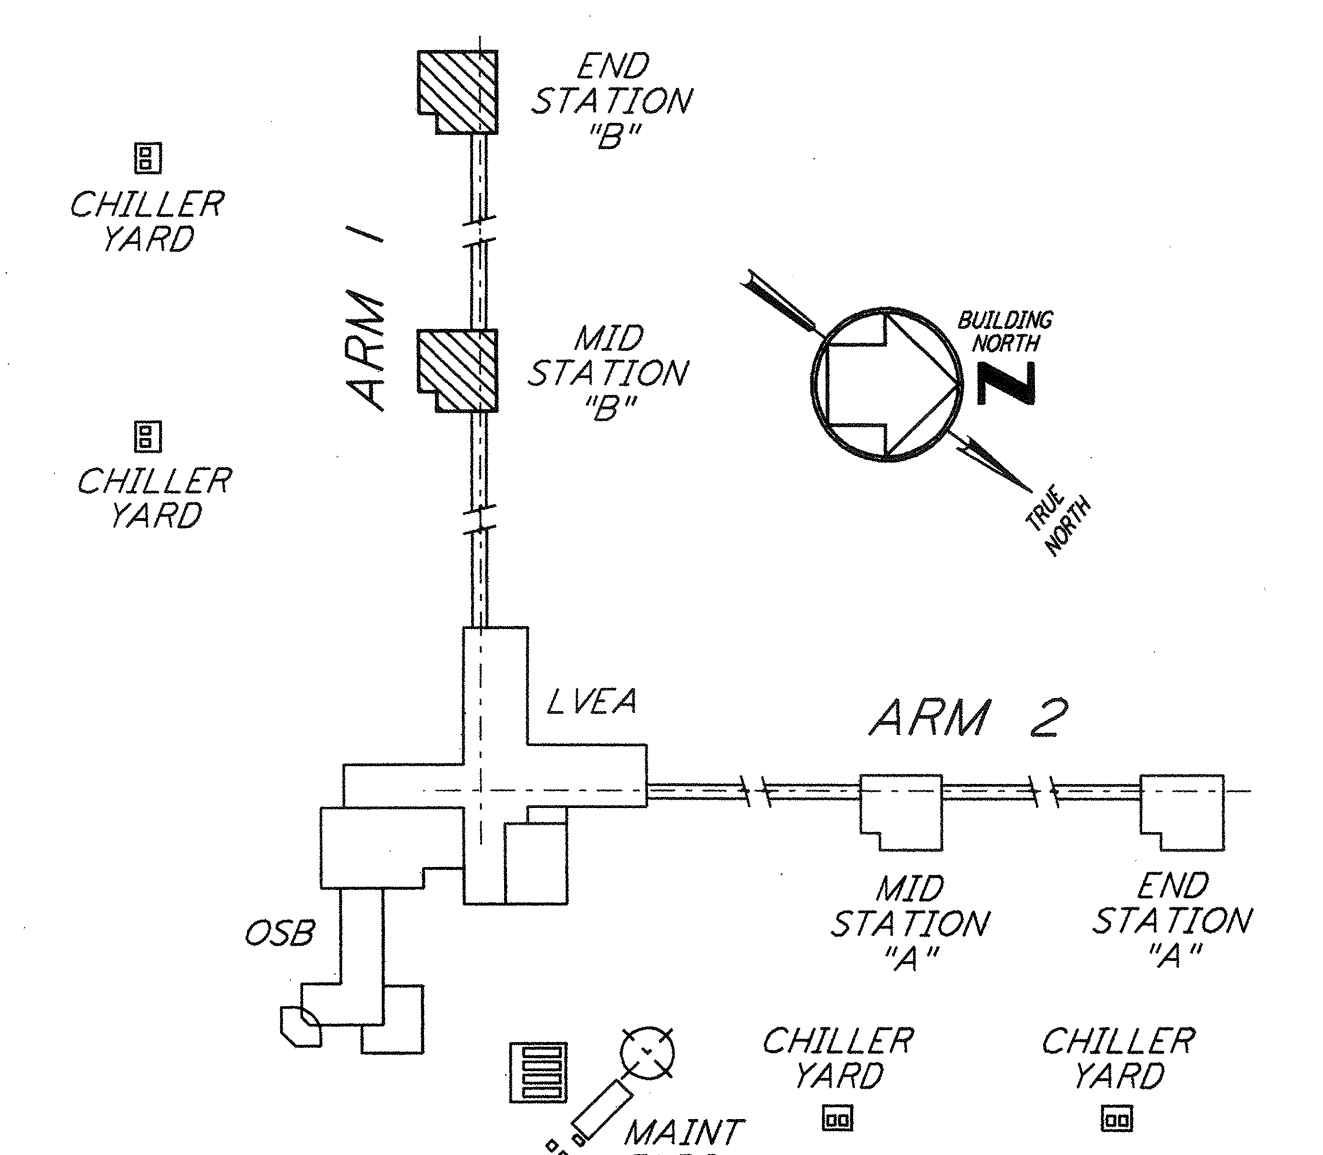 END
STATION
"B"
CHILLER
YARD
ARM 1
BUILDING
NORTH
N
MID
STATION
"B"
CHILLER
YARD
TRUE
NORTH
LVEA
ARM 2
MID
STATION
"A"
END
STATION
"A"
OSB
CHILLER
YARD
CHILLER
YARD
MAINT